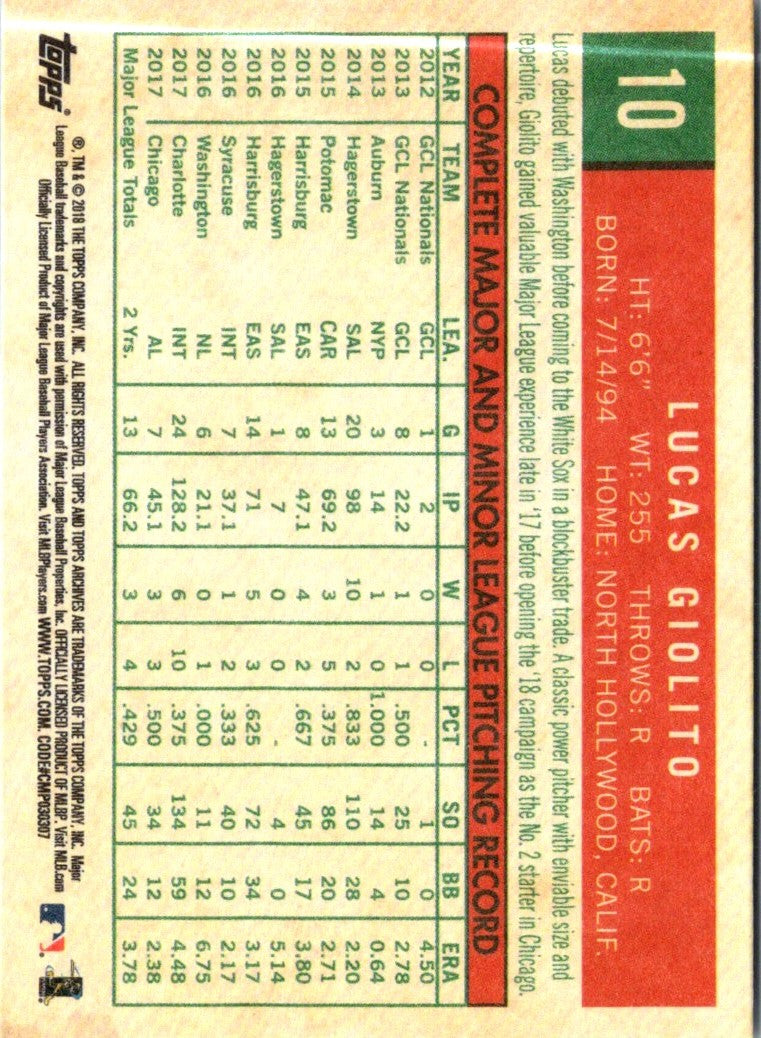 10
LUCAS GIOLITO
HT: 6'6" WT: 255 THROWS: R BATS: R
BORN: 7/14/94 HOME: NORTH HOLLYWOOD, CALIF.
Lucas debuted with Washington before coming to the White Sox in a blockbuster trade. A classic power pitcher with enviable size and
repertoire, Giolito gained valuable Major League experience late in '17 before opening the '18 campaign as the No. 2 starter in Chicago.
COMPLETE MAJOR AND MINOR LEAGUE PITCHING RECORD
YEAR TEAM LEA. G IP W L PCT SO BB ERA
2012 GCL Nationals GCL 1 2 0 0 - 1 0 4.50
2013 GCL Nationals GCL 8 22.2 1 1 .500 25 10 2.78
2013 Auburn NYP 3 14 1 0 1.000 14 4 0.64
2014 Hagerstown SAL 20 98 10 2 .833 110 28 2.20
2015 Potomac CAR 13 69.2 3 5 .375 86 20 2.71
2015 Harrisburg EAS 8 47.1 4 2 .667 45 17 3.80
2016 Hagerstown SAL 1 7 0 0 - 4 0 5.14
2016 Harrisburg EAS 14 71 5 3 .625 72 34 3.17
2016 Syracuse INT 7 37.1 1 2 .333 40 10 2.17
2016 Washington NL 6 21.1 0 1 .000 11 12 6.75
2017 Charlotte INT 24 128.2 6 10 .375 134 59 4.48
2017 Chicago AL 7 45.1 3 3 .500 34 12 2.38
Major League Totals 2 Yrs. 13 66.2 3 4 .429 45 24 3.78
topps®
®, TM & © 2018 THE TOPPS COMPANY, INC. ALL RIGHTS RESERVED. TOPPS AND TOPPS ARCHIVES ARE TRADEMARKS OF THE TOPPS COMPANY, INC. Major
League Baseball trademarks and copyrights are used with permission of Major League Baseball Properties, Inc. OFFICIALLY LICENSED PRODUCT OF MLBP. Visit MLB.com
Officially Licensed Product of Major League Baseball Players Association. Visit MLBPlayers.com WWW.TOPPS.COM. CODE#CMP030307